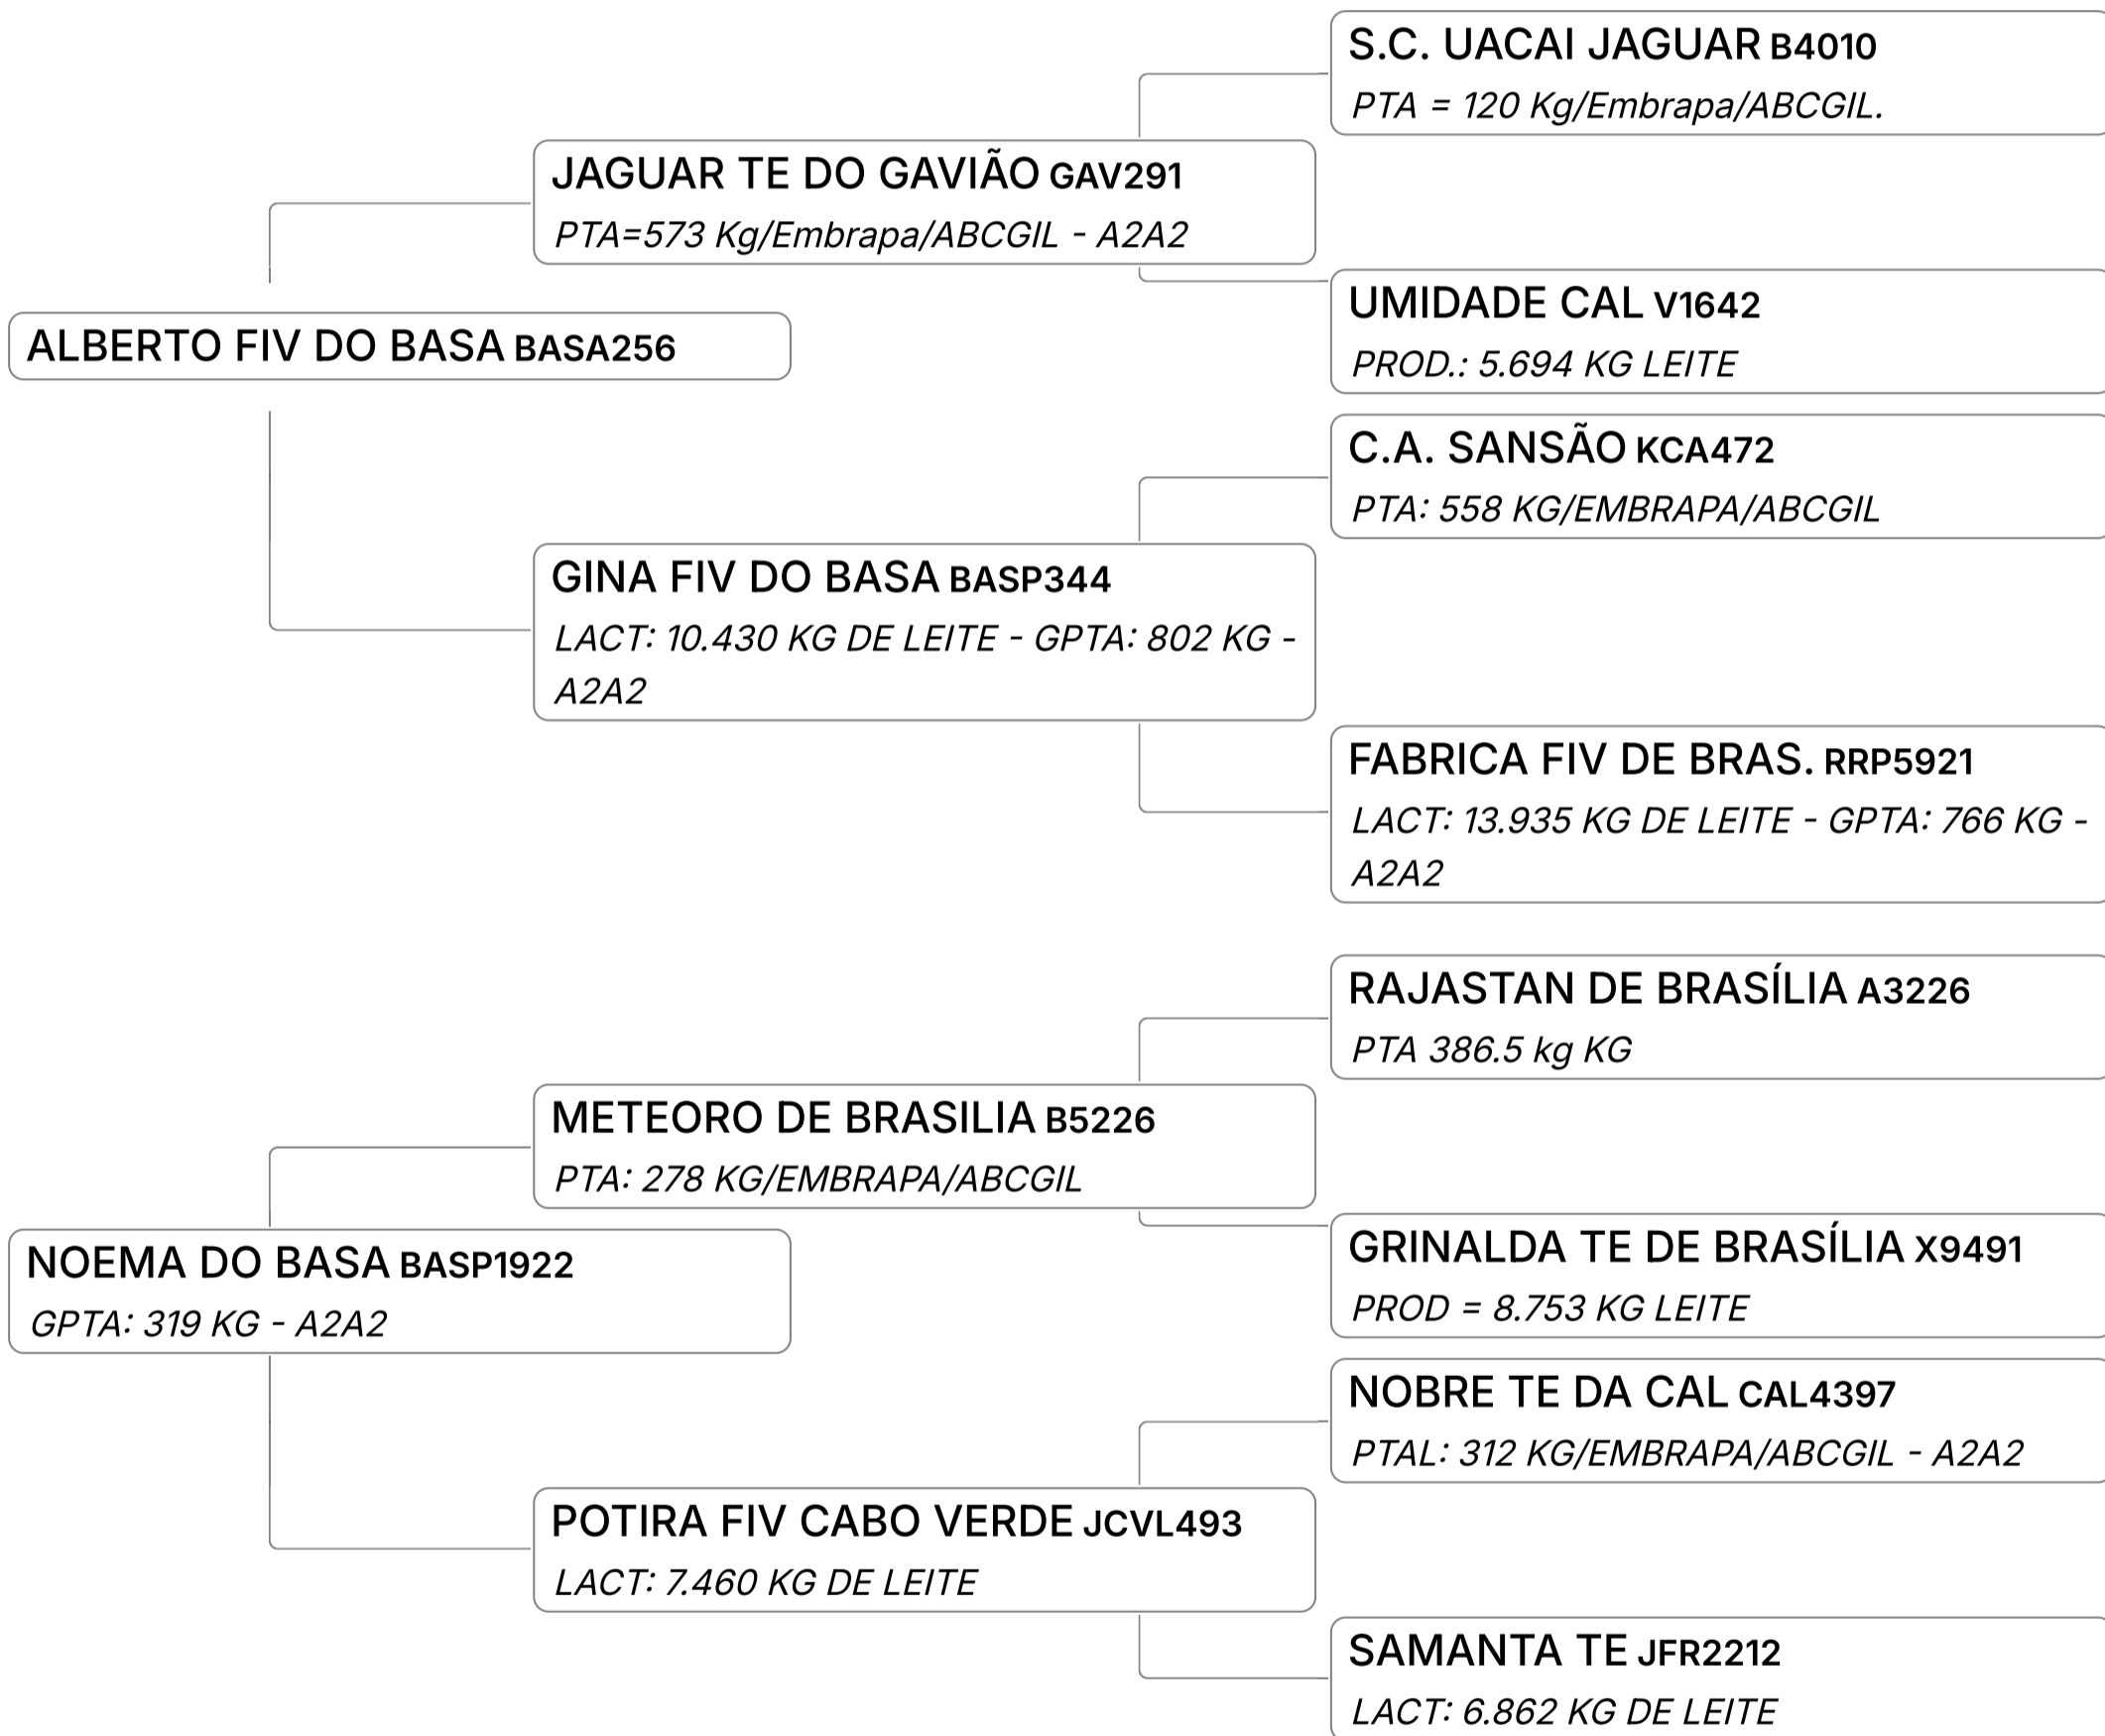 S.C. UACAI JAGUAR B4010
PTA = 120 Kg/Embrapa/ABCGIL.
JAGUAR TE DO GAVIÃO GAV291
PTA=573 Kg/Embrapa/ABCGIL - A2A2
UMIDADE CAL V1642
PROD.: 5.694 KG LEITE
ALBERTO FIV DO BASA BASA256
C.A. SANSÃO KCA472
PTA: 558 KG/EMBRAPA/ABCGIL
GINA FIV DO BASA BASP344
LACT: 10.430 KG DE LEITE - GPTA: 802 KG -
A2A2
FABRICA FIV DE BRAS. RRP5921
LACT: 13.935 KG DE LEITE - GPTA: 766 KG -
A2A2
RAJASTAN DE BRASÍLIA A3226
PTA 386.5 kg KG
METEORO DE BRASILIA B5226
PTA: 278 KG/EMBRAPA/ABCGIL
GRINALDA TE DE BRASÍLIA X9491
PROD = 8.753 KG LEITE
NOEMA DO BASA BASP1922
GPTA: 319 KG - A2A2
NOBRE TE DA CAL CAL4397
PTAL: 312 KG/EMBRAPA/ABCGIL - A2A2
POTIRA FIV CABO VERDE JCVL493
LACT: 7.460 KG DE LEITE
SAMANTA TE JFR2212
LACT: 6.862 KG DE LEITE